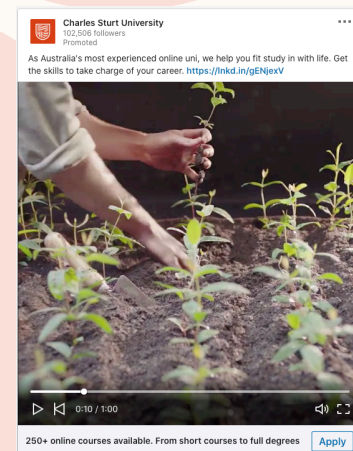 Charles Sturt University
102,506 followers
Promoted
As Australia's most experienced online uni, we help you fit study in with life. Get
the skills to take charge of your career. https://lnkd.in/gENjexV
0:10 / 1:00
250+ online courses available. From short courses to full degrees
Apply